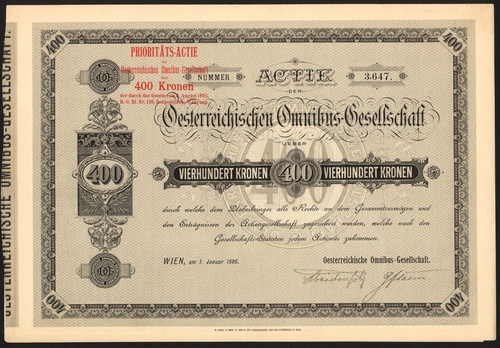 400
400
PRIORITÄTS-ACTIE
der
Oesterreichischen Omnibus-Gesellschaft
über
400 Kronen
NUMMER
ACTIE
3.647.
DER
Oesterreichischen Omnibus-Gesellschaft
UEBER
VIERHUNDERT KRONEN
400
VIERHUNDERT KRONEN
400
durch welche dem Ueberbringer alle Rechte an dem Gesammtvermögen und
den Erträgnissen der Actiengesellschaft zugesichert werden, welche nach den
Gesellschafts-Statuten jedem Actionär zukommen.
WIEN, am 1. Januar 1896.
Oesterreichische Omnibus-Gesellschaft.
400
400
OESTERREICHISCHE OMNIBUS-GESELLSCHAFT.